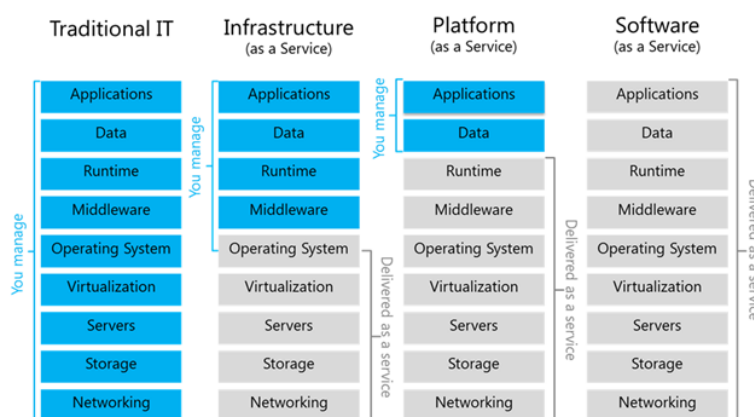 Traditional IT
Infrastructure
(as a Service)
Platform
(as a Service)
Software
(as a Service)
You manage
Applications
Data
Runtime
Middleware
Operating System
Virtualization
Servers
Storage
Networking
You manage
Applications
Data
Runtime
Middleware
Operating System
Virtualization
Servers
Storage
Networking
Delivered as a service
You manage
Applications
Data
Runtime
Middleware
Operating System
Virtualization
Servers
Storage
Networking
Delivered as a service
Applications
Data
Runtime
Middleware
Operating System
Virtualization
Servers
Storage
Networking
Delivered as a service